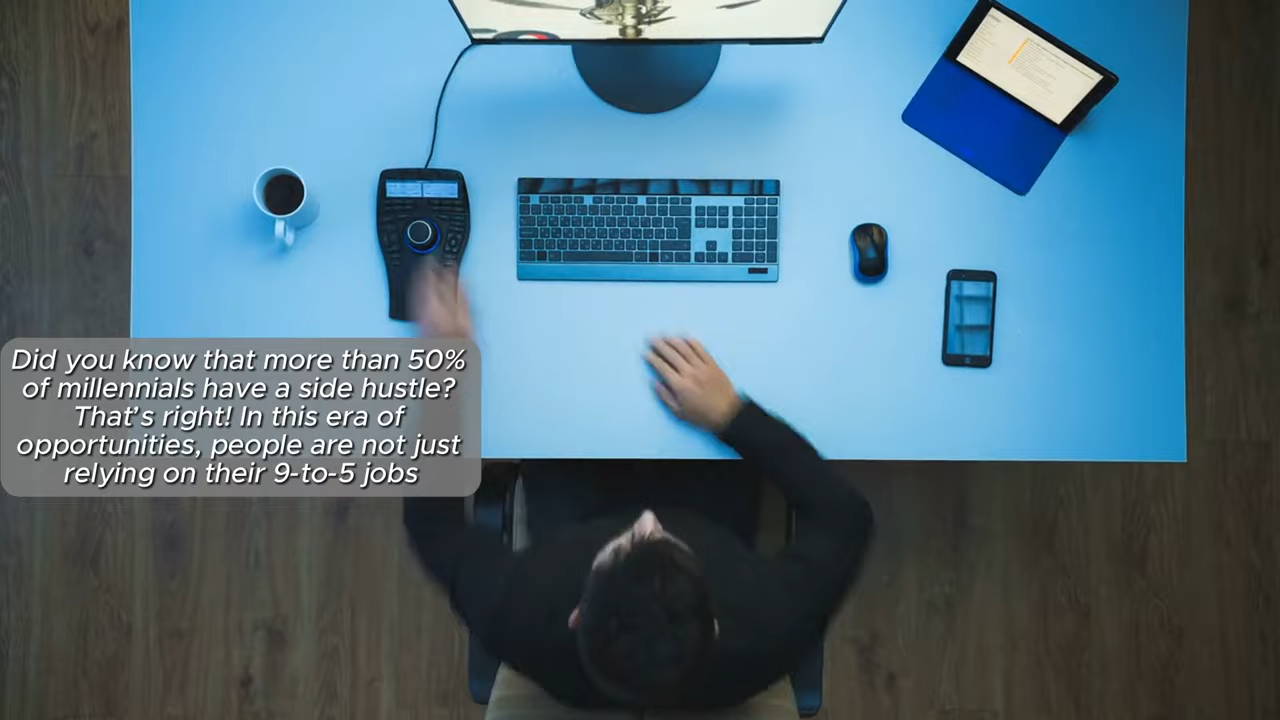 Did you know that more than 50%
of millennials have a side hustle?
That's right! In this era of
opportunities, people are not just
relying on their 9-to-5 jobs